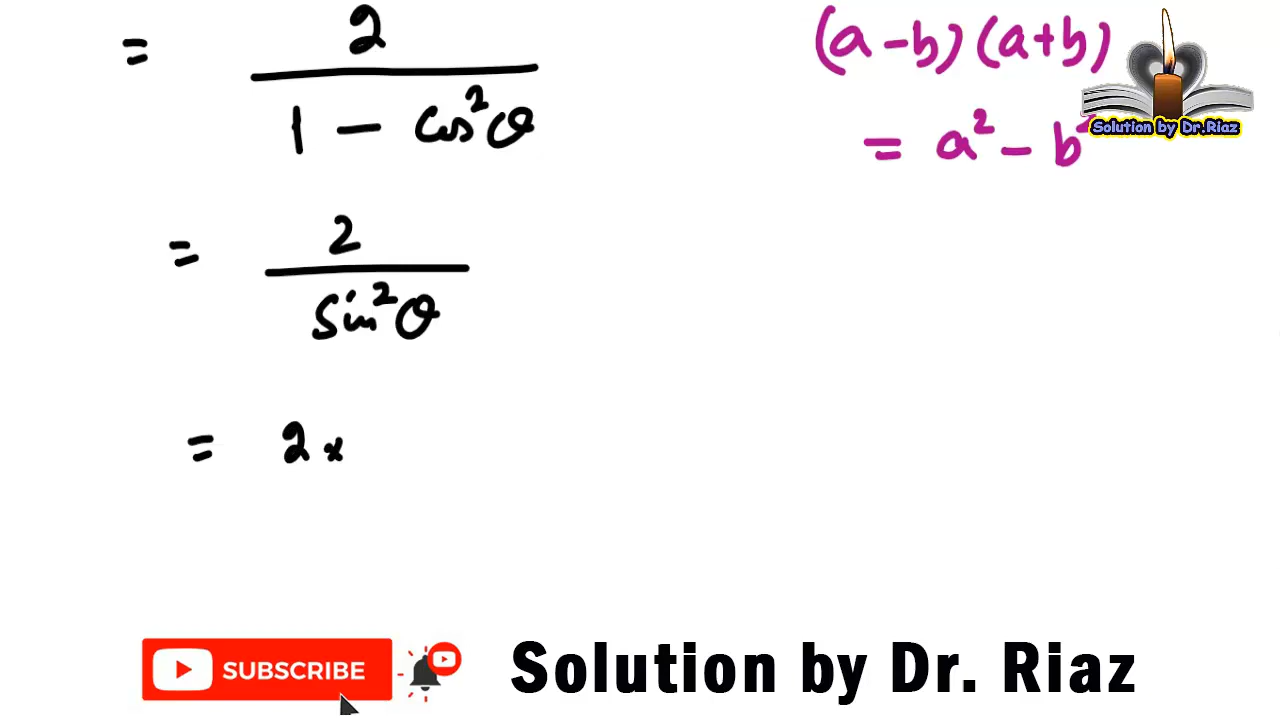 = 2 / (1 - cos²θ)
(a-b) (a+b)
= a² - b²
Solution by Dr.Riaz
= 2 / sin²θ
= 2 ×
SUBSCRIBE
Solution by Dr. Riaz